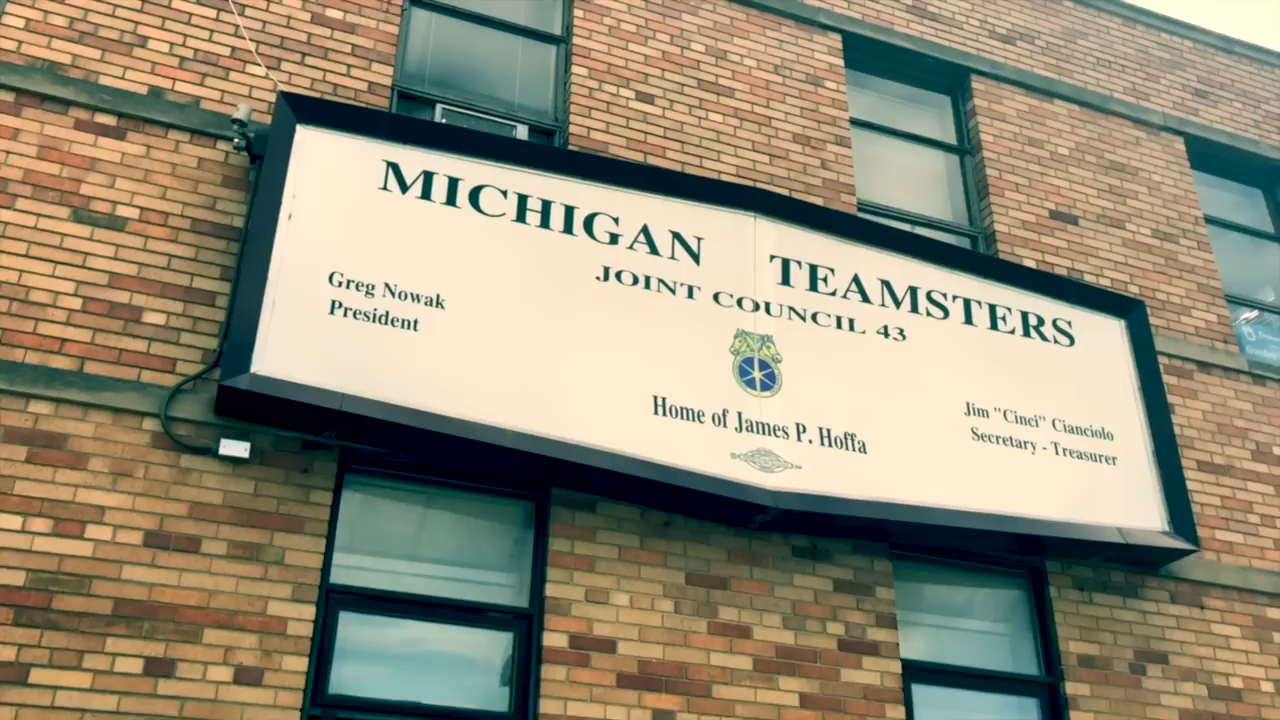 MICHIGAN TEAMSTERS
JOINT COUNCIL 43
Greg Nowak
President
Home of James P. Hoffa
Jim "Cinci" Cianciolo
Secretary - Treasurer